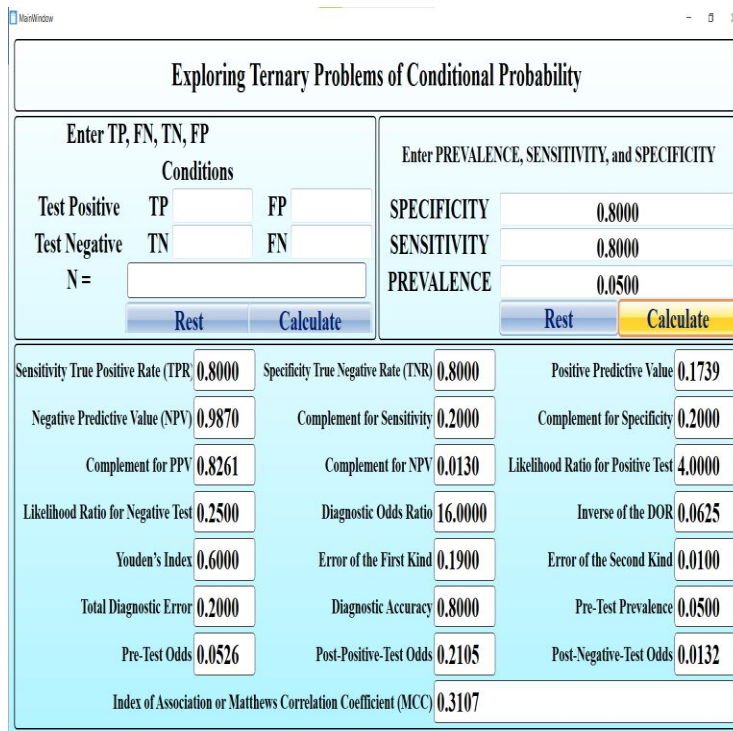 MainWindow
Exploring Ternary Problems of Conditional Probability
Enter TP, FN, TN, FP
Conditions
Test Positive TP FP
Test Negative TN FN
N =
Rest Calculate
Enter PREVALENCE, SENSITIVITY, and SPECIFICITY
SPECIFICITY 0.8000
SENSITIVITY 0.8000
PREVALENCE 0.0500
Rest Calculate
Sensitivity True Positive Rate (TPR) 0.8000 Specificity True Negative Rate (TNR) 0.8000 Positive Predictive Value 0.1739
Negative Predictive Value (NPV) 0.9870 Complement for Sensitivity 0.2000 Complement for Specificity 0.2000
Complement for PPV 0.8261 Complement for NPV 0.0130 Likelihood Ratio for Positive Test 4.0000
Likelihood Ratio for Negative Test 0.2500 Diagnostic Odds Ratio 16.0000 Inverse of the DOR 0.0625
Youden's Index 0.6000 Error of the First Kind 0.1900 Error of the Second Kind 0.0100
Total Diagnostic Error 0.2000 Diagnostic Accuracy 0.8000 Pre-Test Prevalence 0.0500
Pre-Test Odds 0.0526 Post-Positive-Test Odds 0.2105 Post-Negative-Test Odds 0.0132
Index of Association or Matthews Correlation Coefficient (MCC) 0.3107